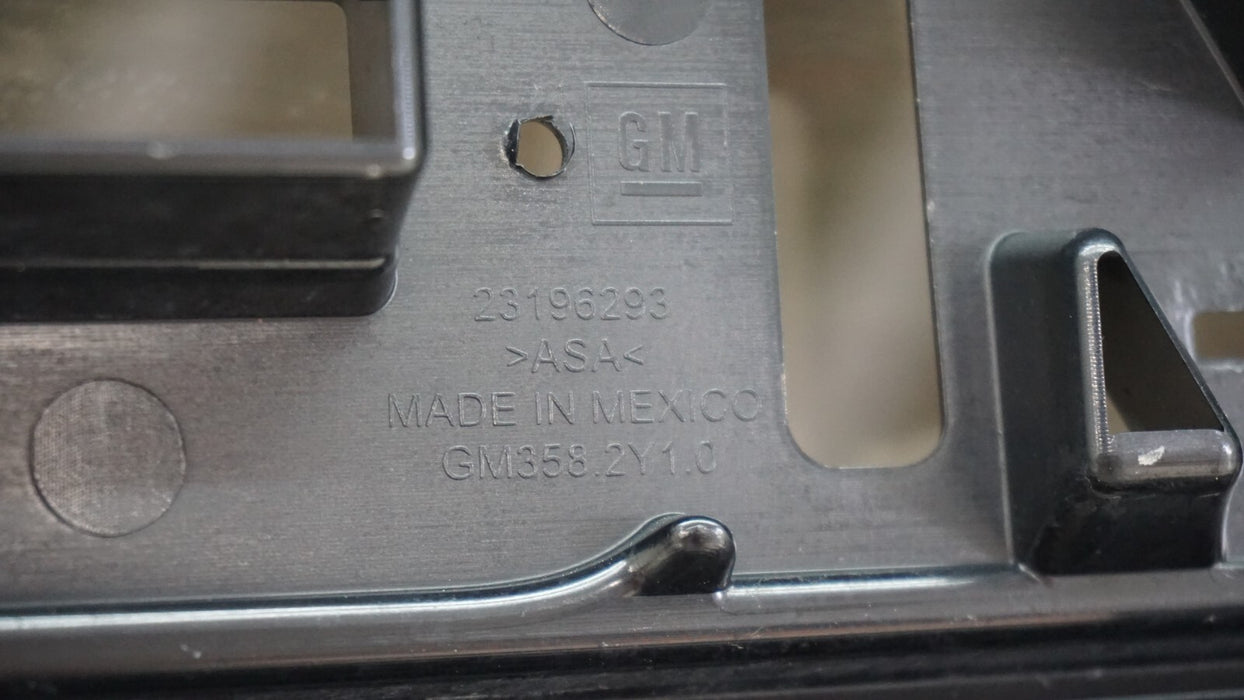 GM
23196293
>ASA<
MADE IN MEXICO
GM358.2Y1.0